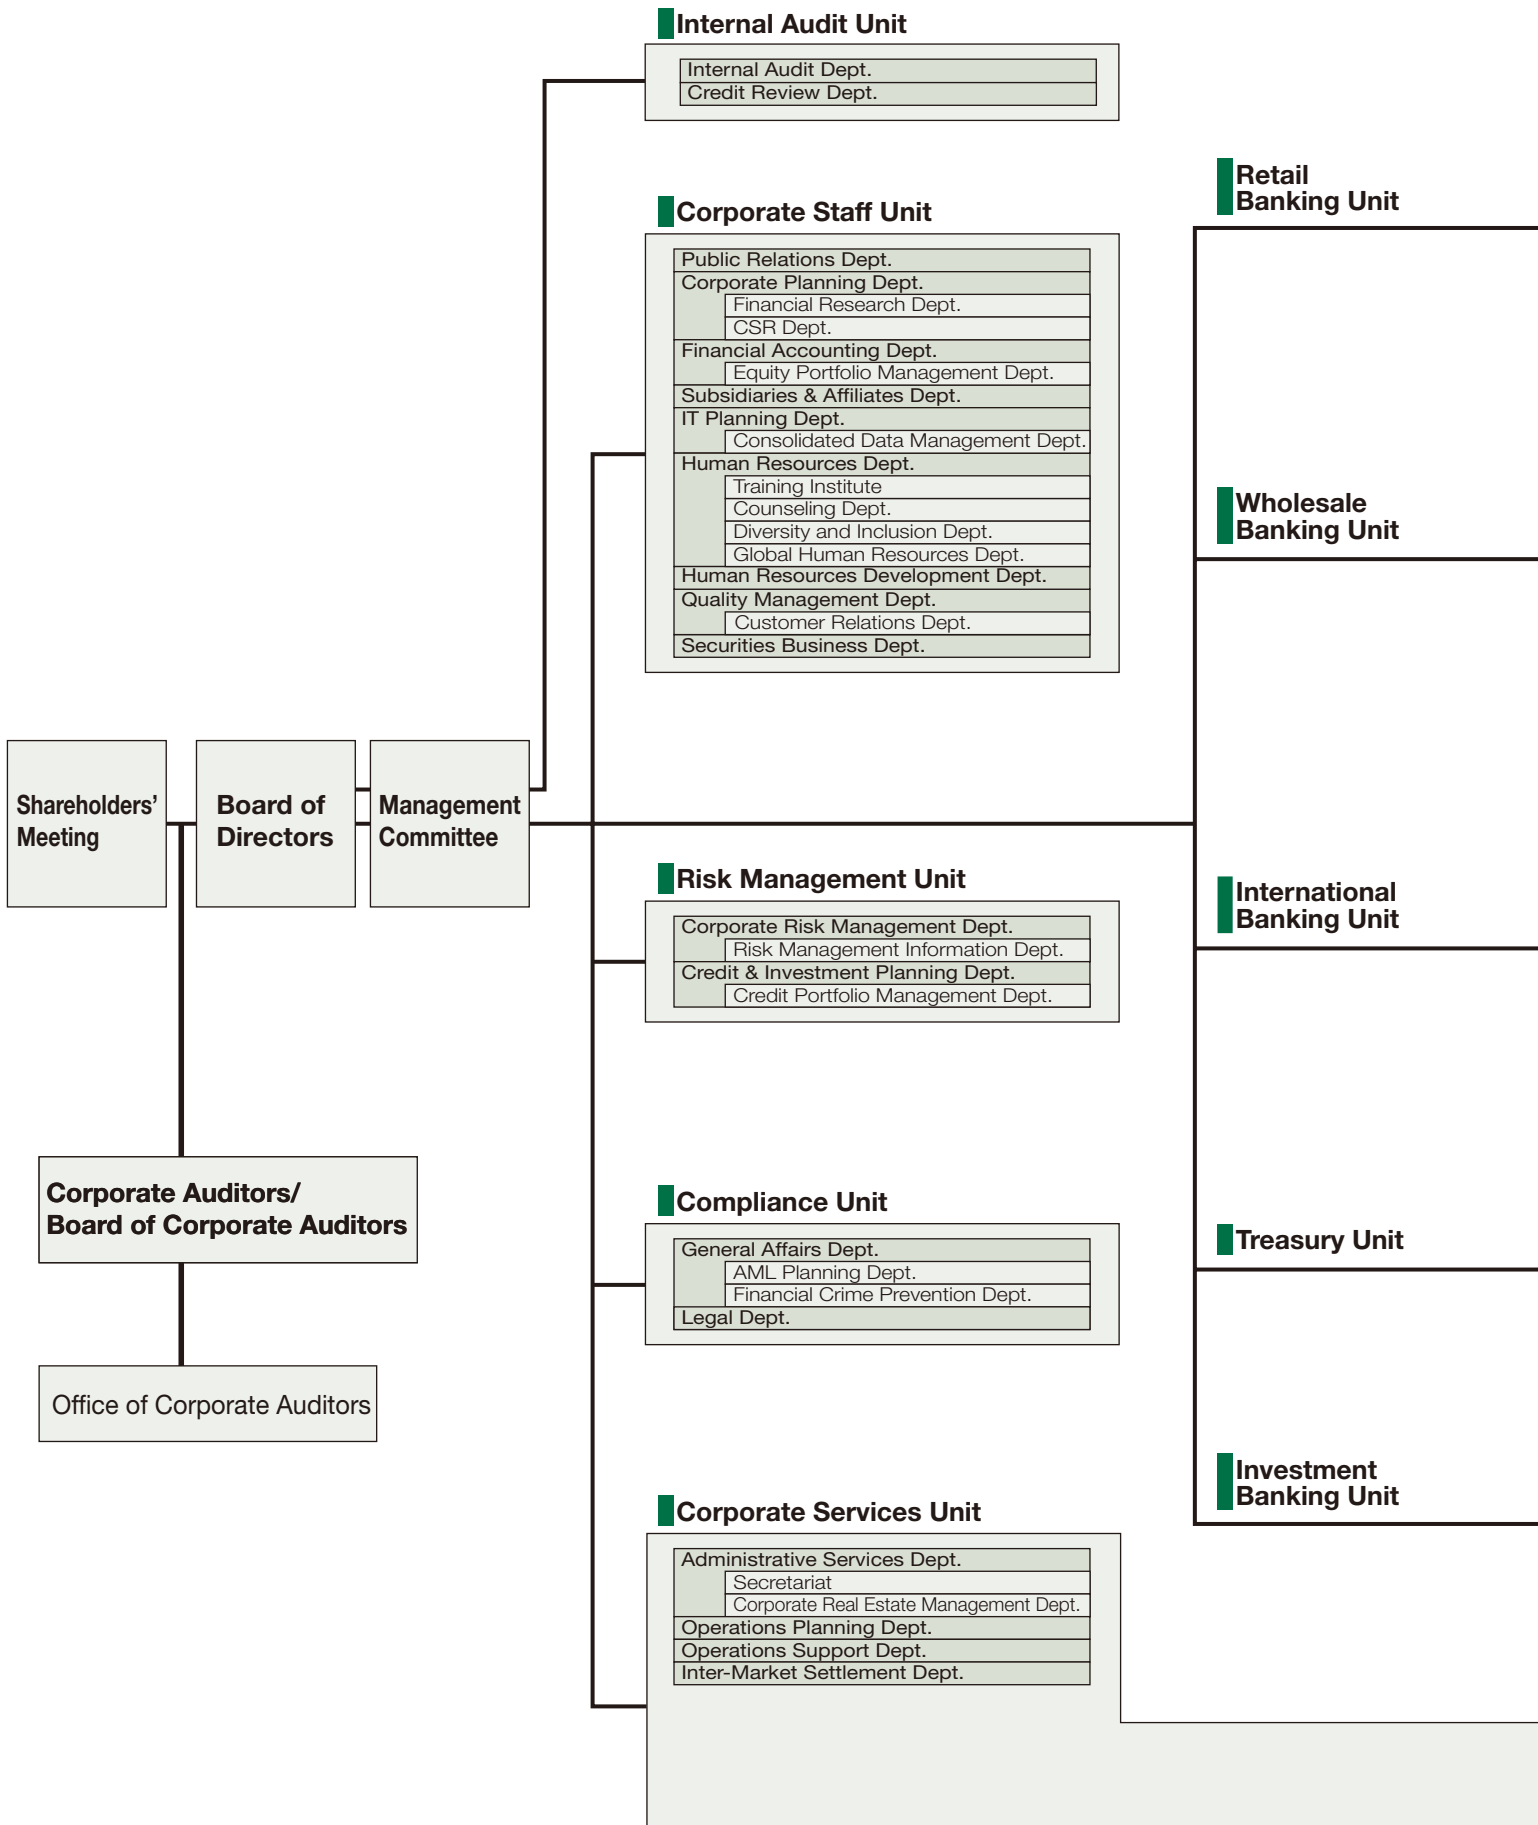 Internal Audit Unit
Internal Audit Dept.
Credit Review Dept.
Corporate Staff Unit
Public Relations Dept.
Corporate Planning Dept.
Financial Research Dept.
CSR Dept.
Financial Accounting Dept.
Equity Portfolio Management Dept.
Subsidiaries & Affiliates Dept.
IT Planning Dept.
Consolidated Data Management Dept.
Human Resources Dept.
Training Institute
Counseling Dept.
Diversity and Inclusion Dept.
Global Human Resources Dept.
Human Resources Development Dept.
Quality Management Dept.
Customer Relations Dept.
Securities Business Dept.
Shareholders'
Meeting
Board of
Directors
Management
Committee
Risk Management Unit
Corporate Risk Management Dept.
Risk Management Information Dept.
Credit & Investment Planning Dept.
Credit Portfolio Management Dept.
Corporate Auditors/
Board of Corporate Auditors
Office of Corporate Auditors
Compliance Unit
General Affairs Dept.
AML Planning Dept.
Financial Crime Prevention Dept.
Legal Dept.
Corporate Services Unit
Administrative Services Dept.
Secretariat
Corporate Real Estate Management Dept.
Operations Planning Dept.
Operations Support Dept.
Inter-Market Settlement Dept.
Retail
Banking Unit
Wholesale
Banking Unit
International
Banking Unit
Treasury Unit
Investment
Banking Unit